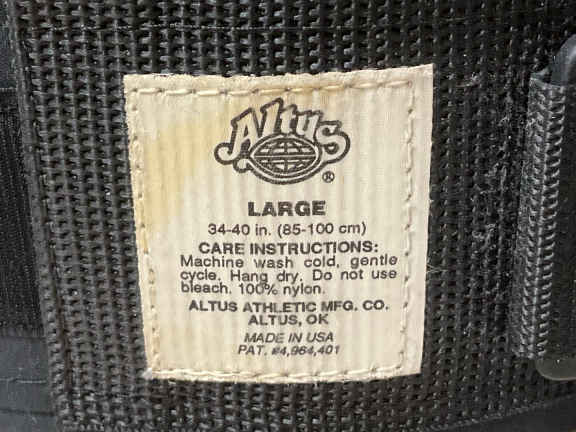 Altus
®
LARGE
34-40 in. (85-100 cm)
CARE INSTRUCTIONS:
Machine wash cold, gentle
cycle. Hang dry. Do not use
bleach. 100% nylon.
ALTUS ATHLETIC MFG. CO.
ALTUS, OK
MADE IN USA
PAT. #4,964,401